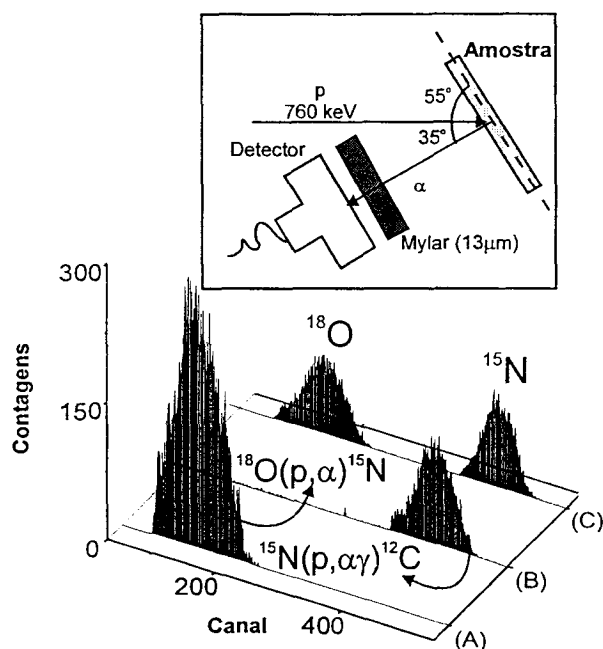 Amostra
p
760 keV
55°
35°
Detector
α
Mylar (13μm)
300
150
0
Contagens
¹⁸O
¹⁵N
¹⁸O(p,α)¹⁵N
¹⁵N(p,αγ)¹²C
200
400
Canal
(C)
(B)
(A)